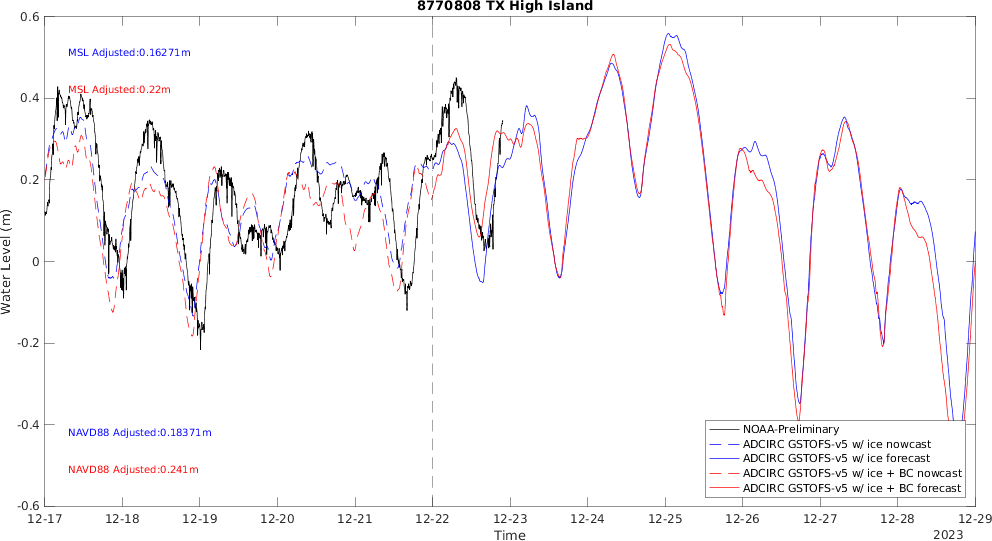 8770808 TX High Island
0.6
MSL Adjusted:0.16271m
MSL Adjusted:0.22m
0.4
0.2
0
-0.2
-0.4
-0.6
Water Level (m)
NAVD88 Adjusted:0.18371m
NAVD88 Adjusted:0.241m
NOAA-Preliminary
ADCIRC GSTOFS-v5 w/ ice nowcast
ADCIRC GSTOFS-v5 w/ ice forecast
ADCIRC GSTOFS-v5 w/ ice + BC nowcast
ADCIRC GSTOFS-v5 w/ ice + BC forecast
12-17 12-18 12-19 12-20 12-21 12-22 12-23 12-24 12-25 12-26 12-27 12-28 12-29
Time
2023